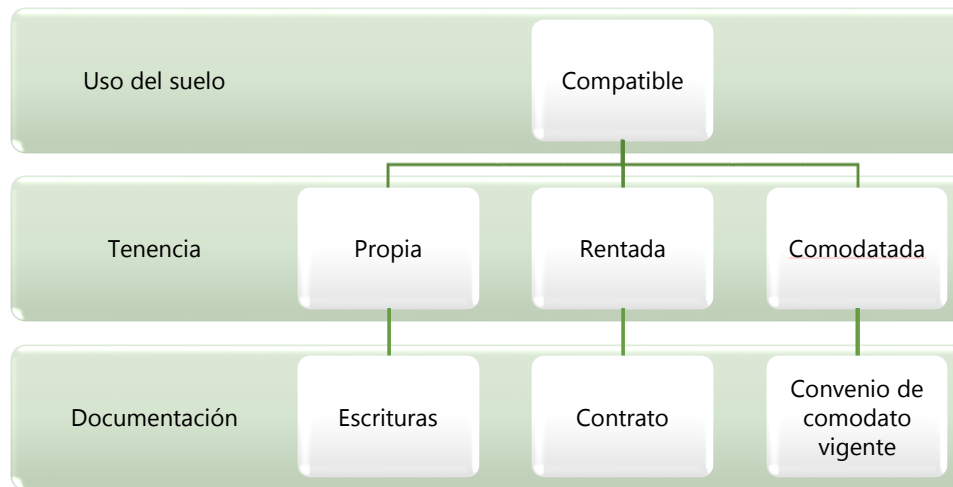 Uso del suelo
Compatible
Tenencia
Propia
Rentada
Comodatada
Documentación
Escrituras
Contrato
Convenio de
comodato
vigente